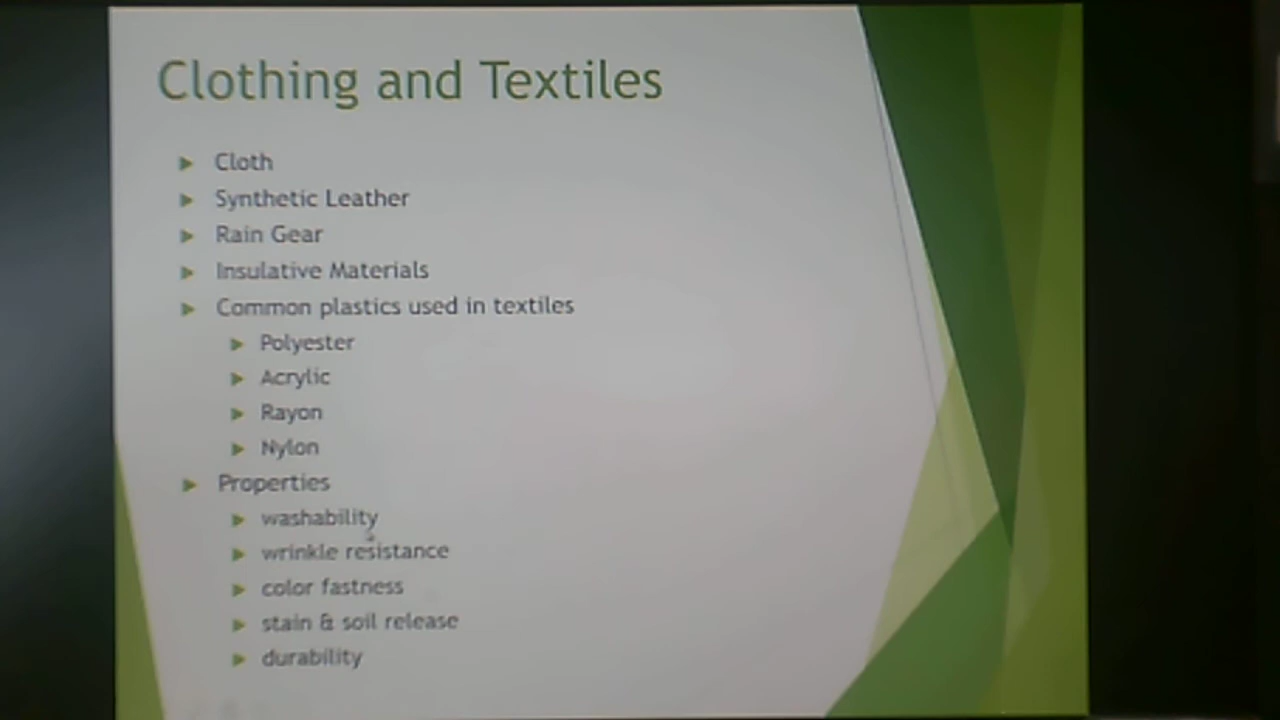 Clothing and Textiles
Cloth
Synthetic Leather
Rain Gear
Insulative Materials
Common plastics used in textiles
Polyester
Acrylic
Rayon
Nylon
Properties
washability
wrinkle resistance
color fastness
stain & soil release
durability